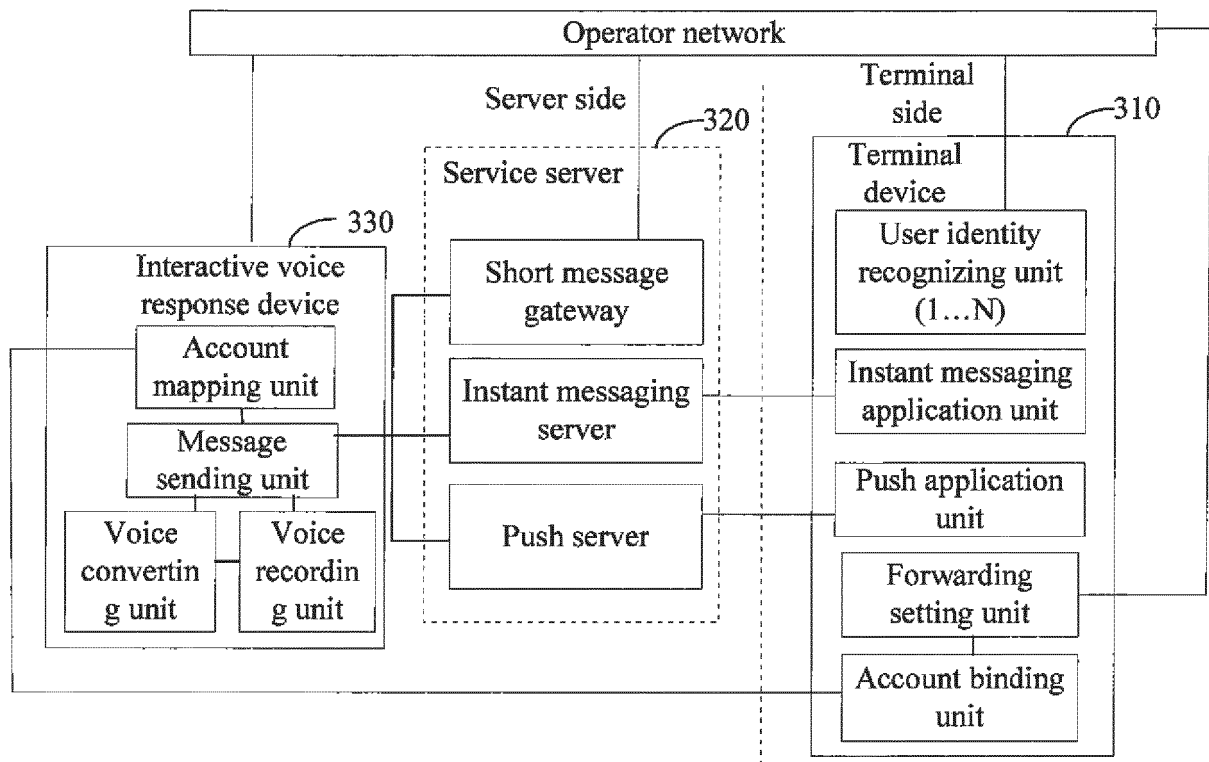 Operator network
Server side
Terminal
side
320
310
Service server
Terminal
device
330
Interactive voice
response device
Short message
gateway
User identity
recognizing unit
(1...N)
Account
mapping unit
Instant messaging
server
Instant messaging
application unit
Message
sending unit
Push application
unit
Voice
convertin
g unit
Voice
recordin
g unit
Push server
Forwarding
setting unit
Account binding
unit